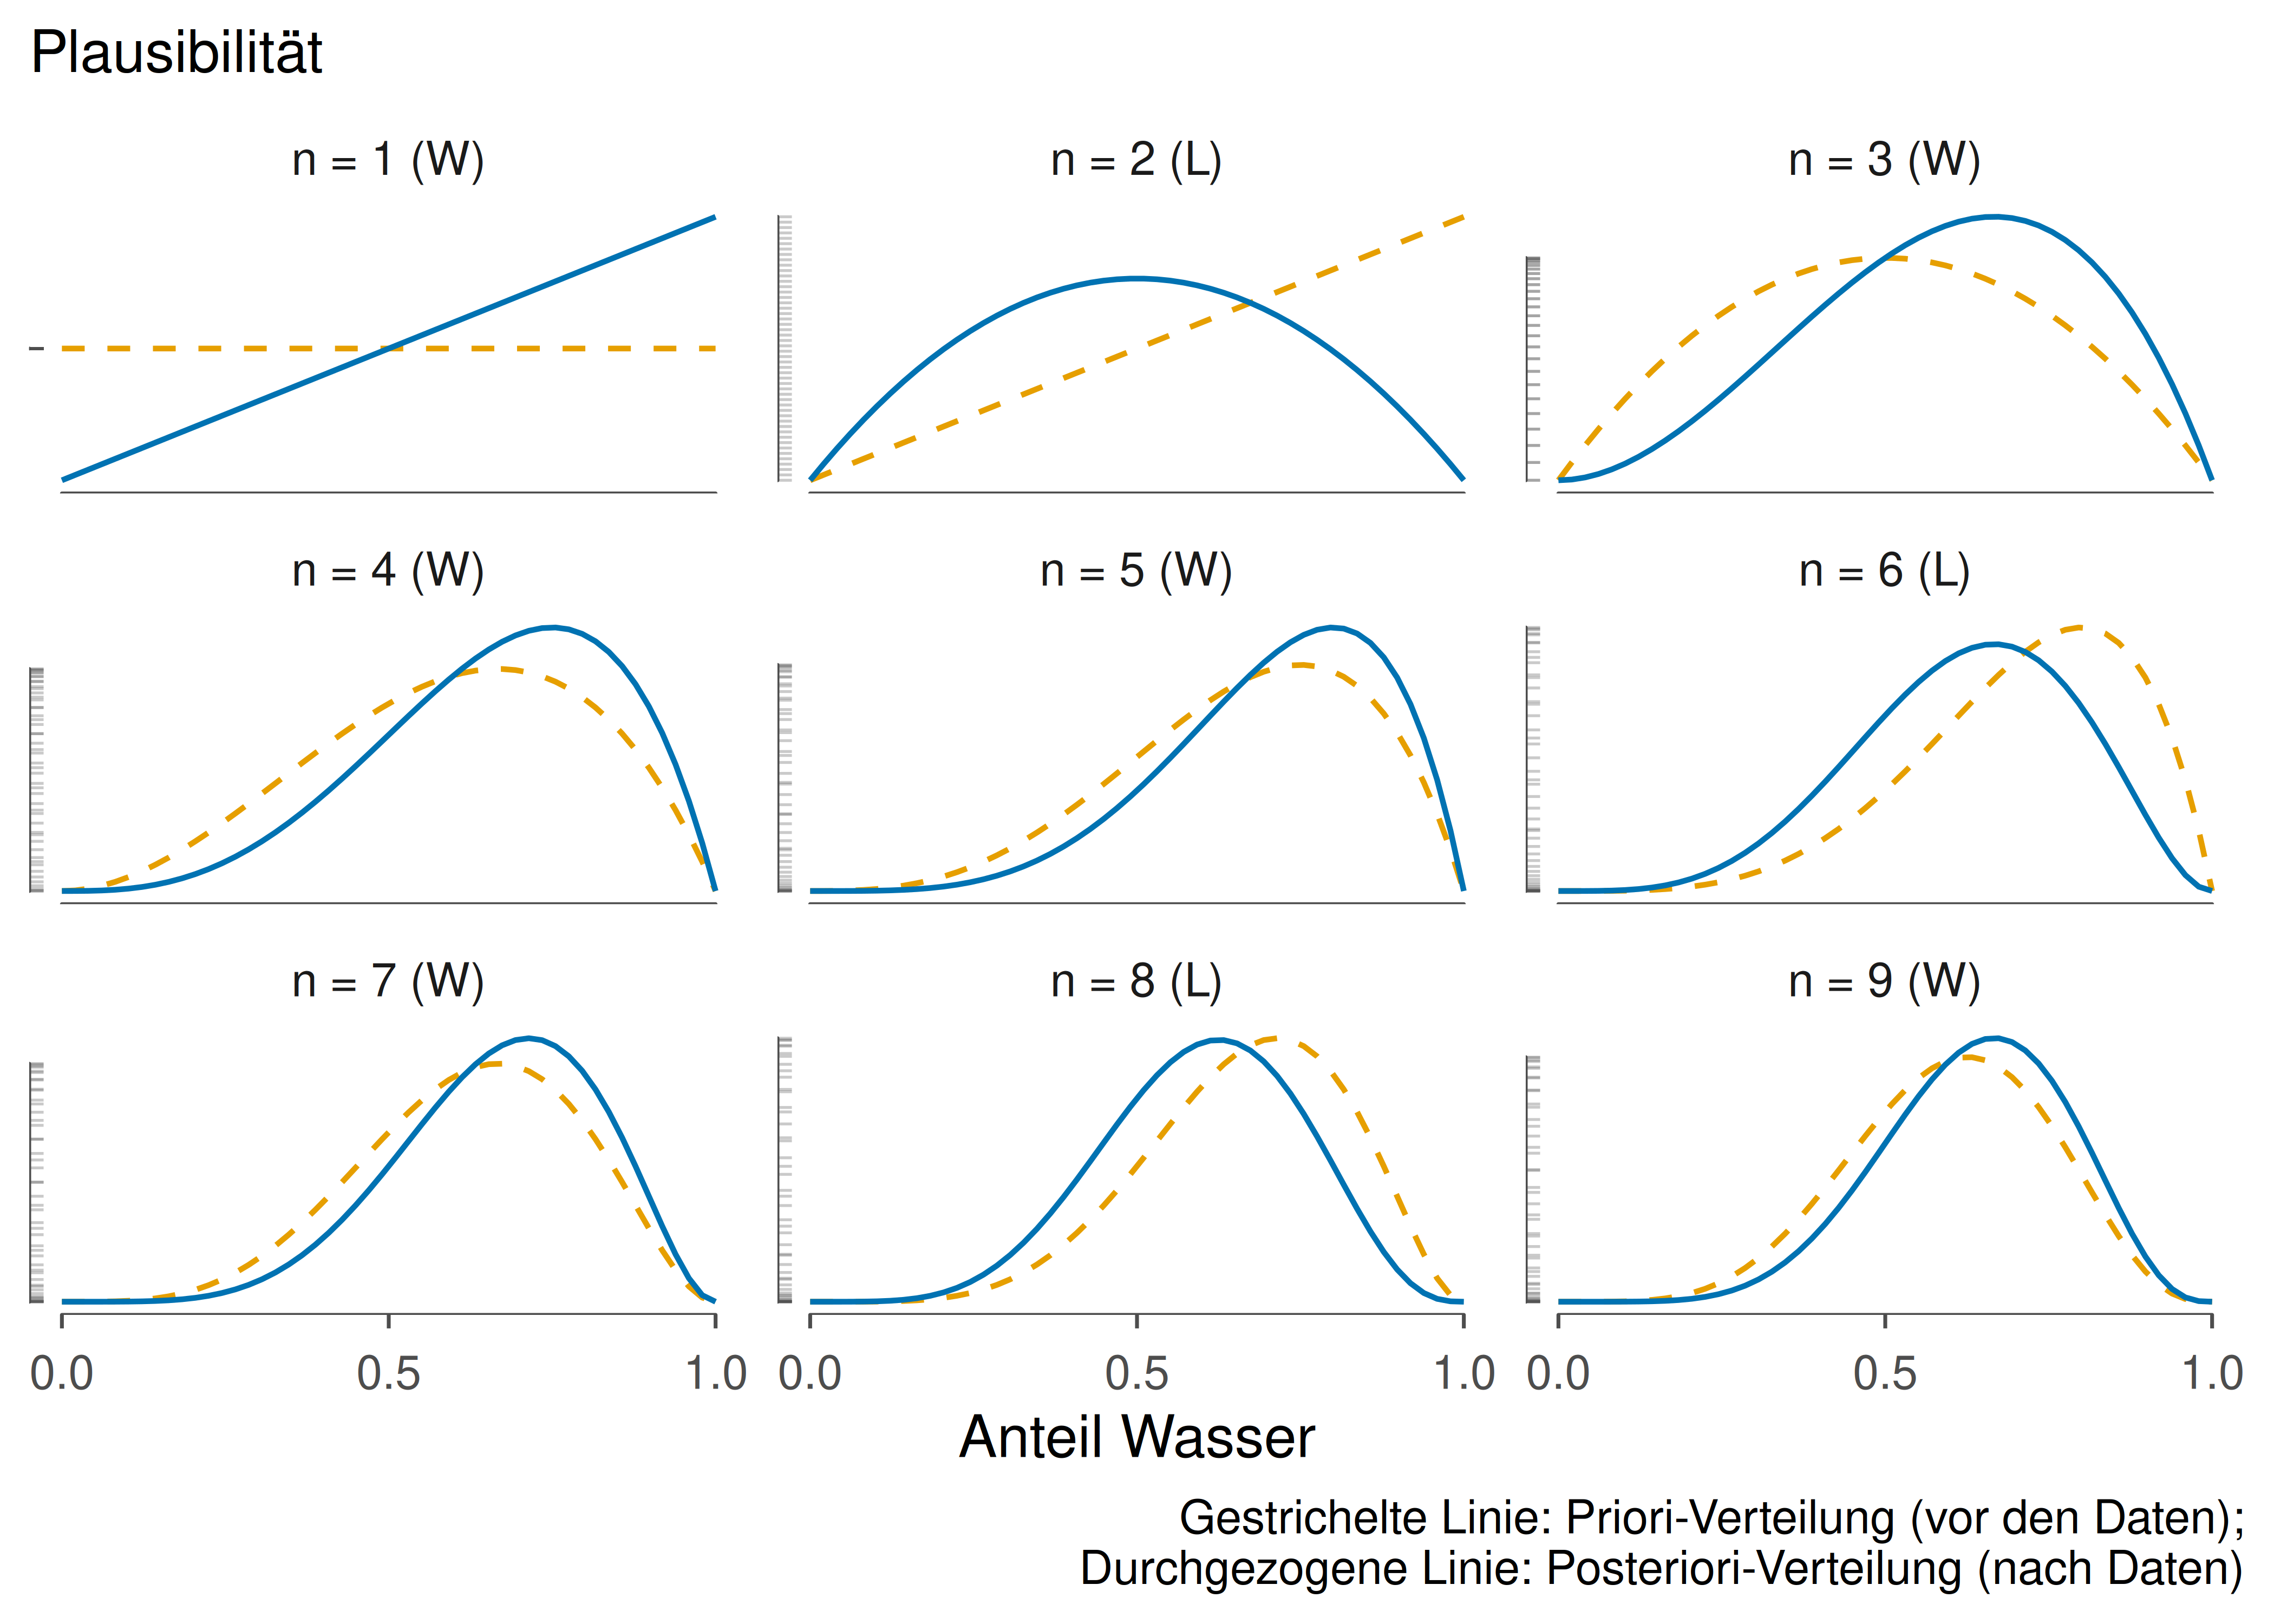 Plausibilität
n = 1 (W)
n = 2 (L)
n = 3 (W)
n = 4 (W)
n = 5 (W)
n = 6 (L)
n = 7 (W)
n = 8 (L)
n = 9 (W)
0.0 0.5 1.0 0.0 0.5 1.0 0.0 0.5 1.0
Anteil Wasser
Gestrichelte Linie: Priori-Verteilung (vor den Daten);
Durchgezogene Linie: Posteriori-Verteilung (nach Daten)